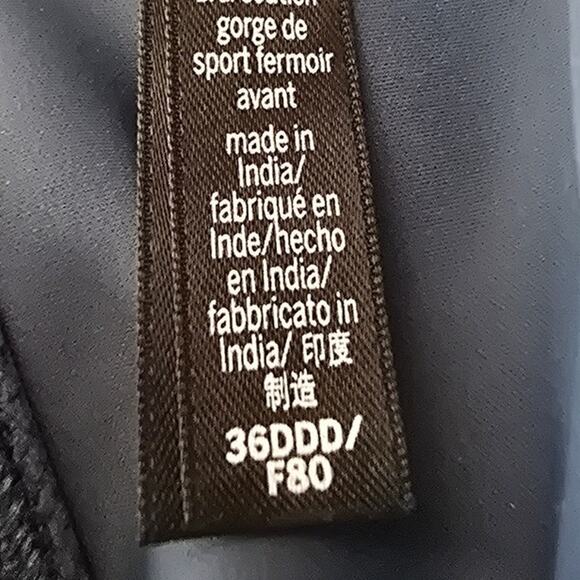 gorge de
sport fermoir
avant
made in
India/
fabriqué en
Inde/hecho
en India/
fabbricato in
India/ 印度
制造
36DDD/
F80